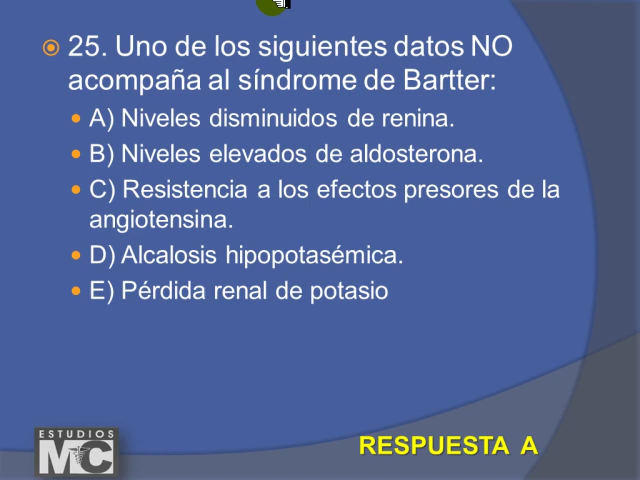 25. Uno de los siguientes datos NO
acompaña al síndrome de Bartter:
A) Niveles disminuidos de renina.
B) Niveles elevados de aldosterona.
C) Resistencia a los efectos presores de la
angiotensina.
D) Alcalosis hipopotasémica.
E) Pérdida renal de potasio
ESTUDIOS
MC
RESPUESTA A